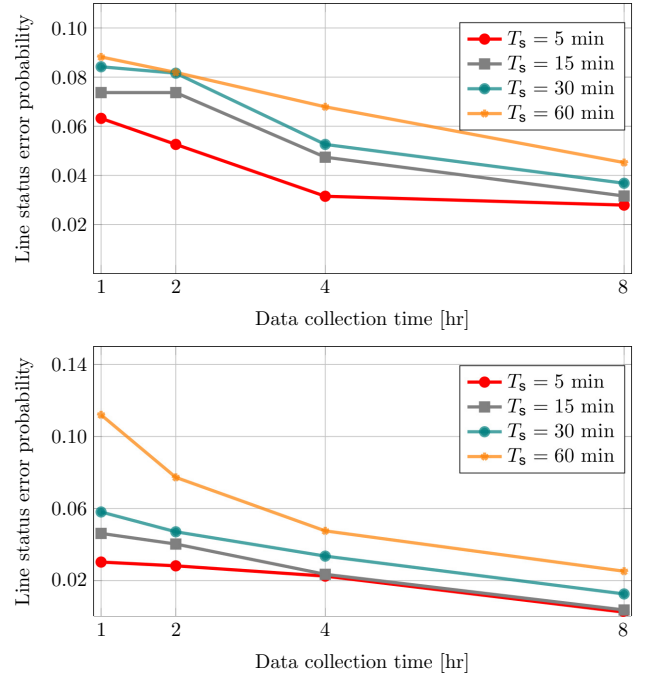 Line status error probability
0.10
0.08
0.06
0.04
0.02
1 2 4 8
Data collection time [hr]
T_s = 5 min
T_s = 15 min
T_s = 30 min
T_s = 60 min
Line status error probability
0.14
0.10
0.06
0.02
1 2 4 8
Data collection time [hr]
T_s = 5 min
T_s = 15 min
T_s = 30 min
T_s = 60 min